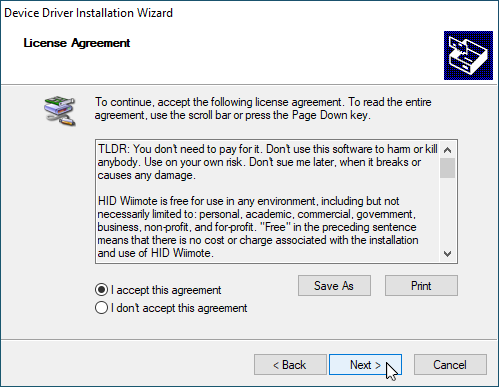 Device Driver Installation Wizard
License Agreement
To continue, accept the following license agreement. To read the entire
agreement, use the scroll bar or press the Page Down key.
TLDR: You don't need to pay for it. Don't use this software to harm or kill
anybody. Use on your own risk. Don't sue me later, when it breaks or
causes any damage.
HID Wiimote is free for use in any environment, including but not
necessarily limited to: personal, academic, commercial, government,
business, non-profit, and for-profit. "Free" in the preceding sentence
means that there is no cost or charge associated with the installation
and use of HID Wiimote.
I accept this agreement
Save As
Print
I don't accept this agreement
< Back
Next >
Cancel